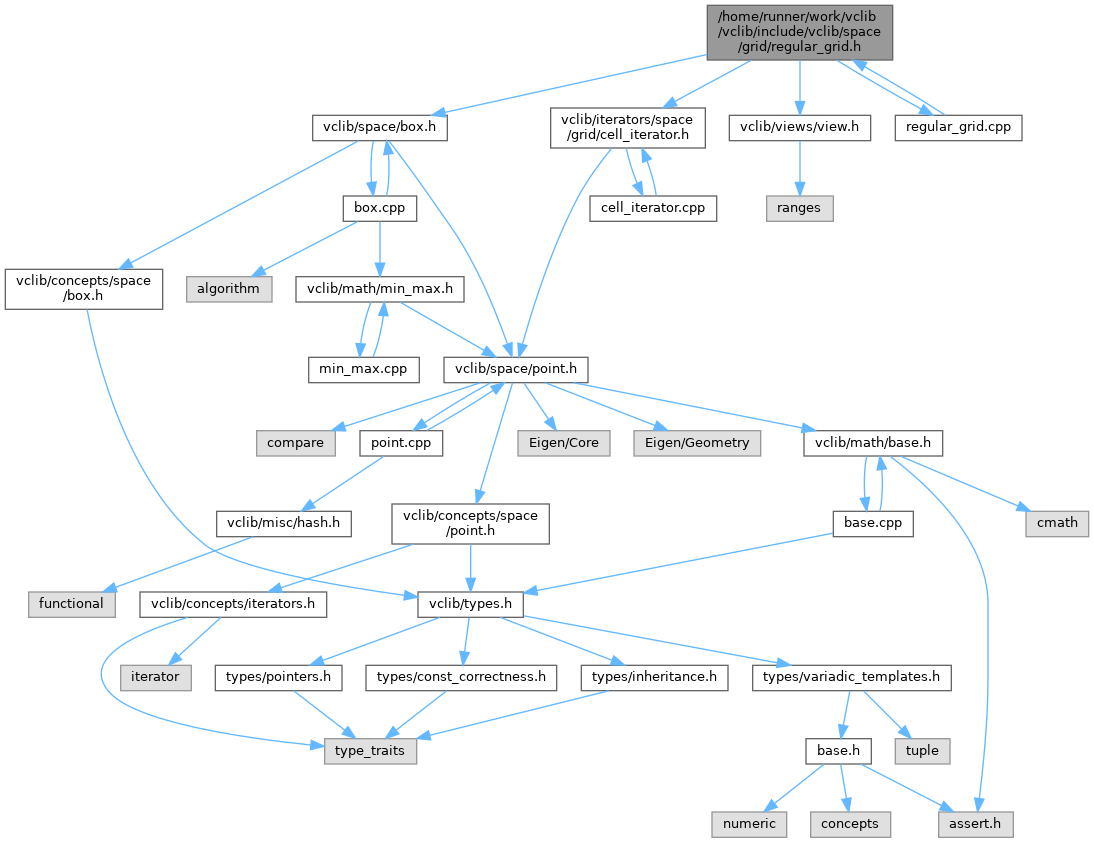 /home/runner/work/vclib
/vclib/include/vclib/space
/grid/regular_grid.h
vclib/space/box.h
vclib/iterators/space
/grid/cell_iterator.h
vclib/views/view.h
regular_grid.cpp
box.cpp
cell_iterator.cpp
ranges
vclib/concepts/space
/box.h
algorithm
vclib/math/min_max.h
min_max.cpp
vclib/space/point.h
compare
point.cpp
Eigen/Core
Eigen/Geometry
vclib/math/base.h
vclib/misc/hash.h
vclib/concepts/space
/point.h
base.cpp
cmath
functional
vclib/concepts/iterators.h
vclib/types.h
iterator
types/pointers.h
types/const_correctness.h
types/inheritance.h
types/variadic_templates.h
type_traits
base.h
tuple
numeric
concepts
assert.h